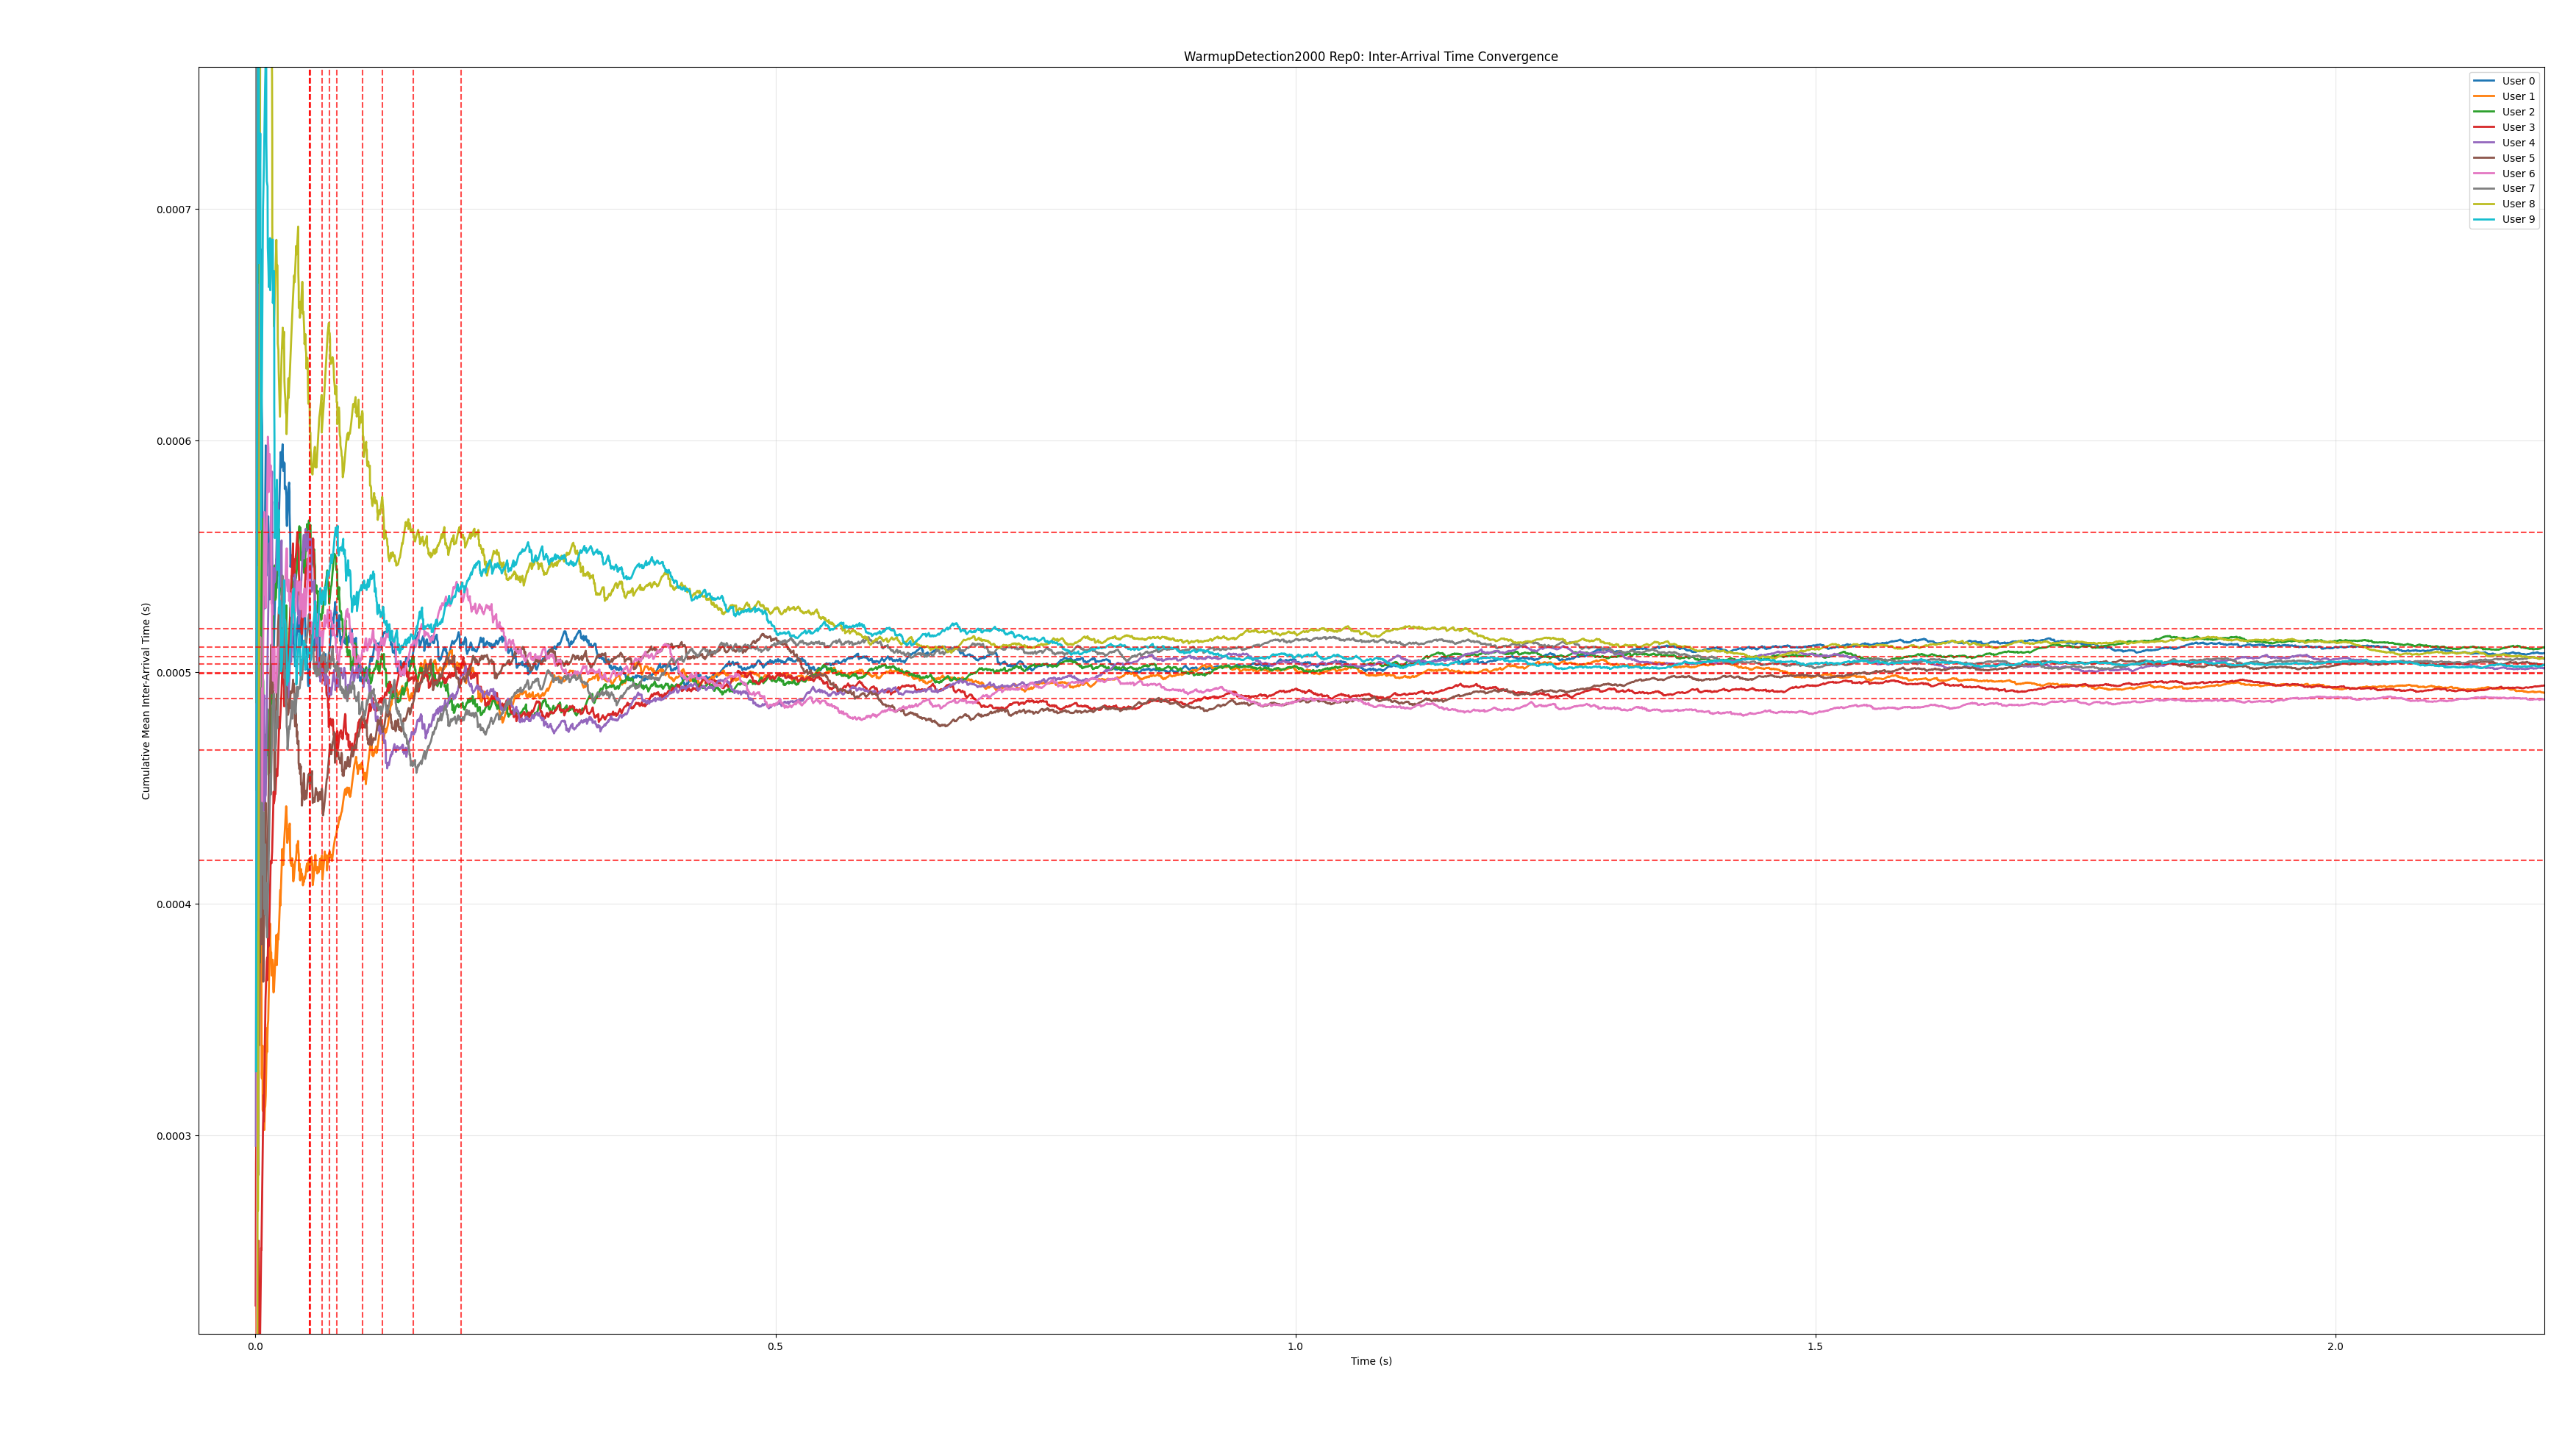 WarmupDetection2000 Rep0: Inter-Arrival Time Convergence
User 0
User 1
User 2
User 3
User 4
User 5
User 6
User 7
User 8
User 9
Cumulative Mean Inter-Arrival Time (s)
0.0007
0.0006
0.0005
0.0004
0.0003
0.0
0.5
1.0
1.5
2.0
Time (s)